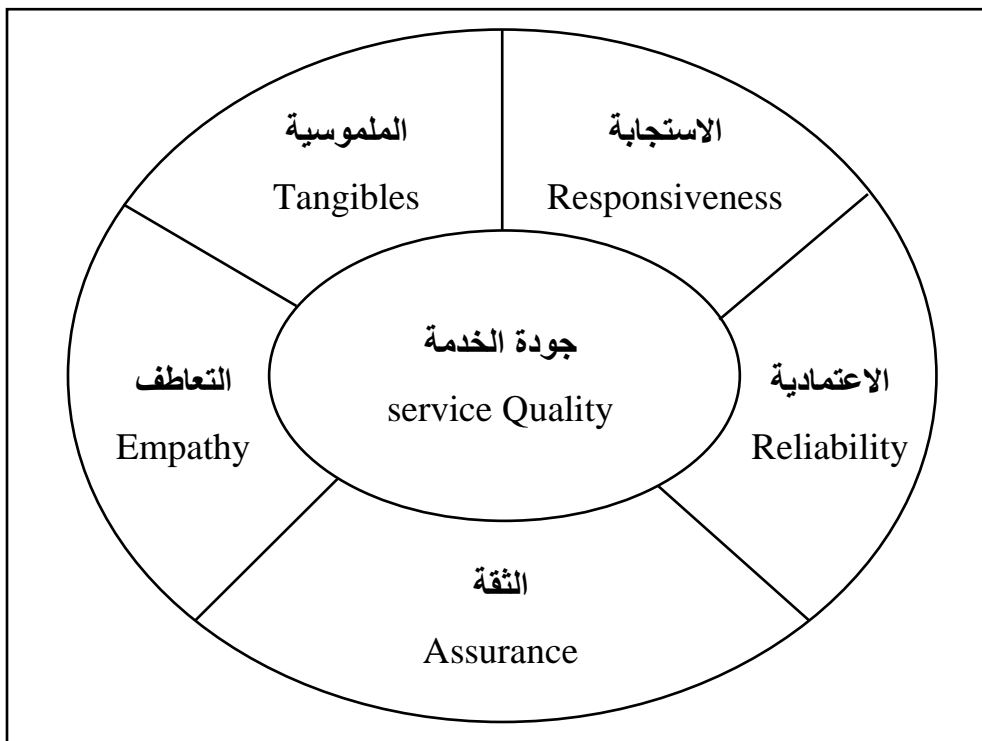 الملموسية
Tangibles
الاستجابة
Responsiveness
جودة الخدمة
service Quality
التعاطف
Empathy
الاعتمادية
Reliability
الثقة
Assurance